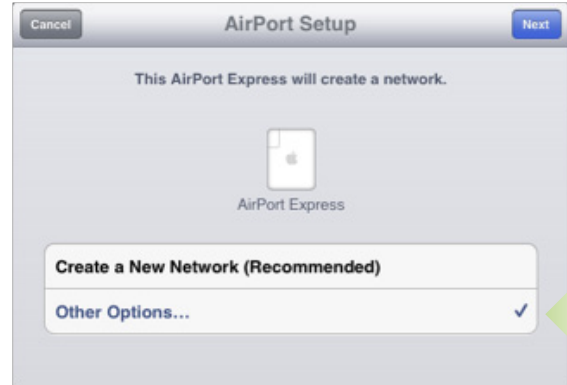 Cancel AirPort Setup Next
This AirPort Express will create a network.
AirPort Express
Create a New Network (Recommended)
Other Options...